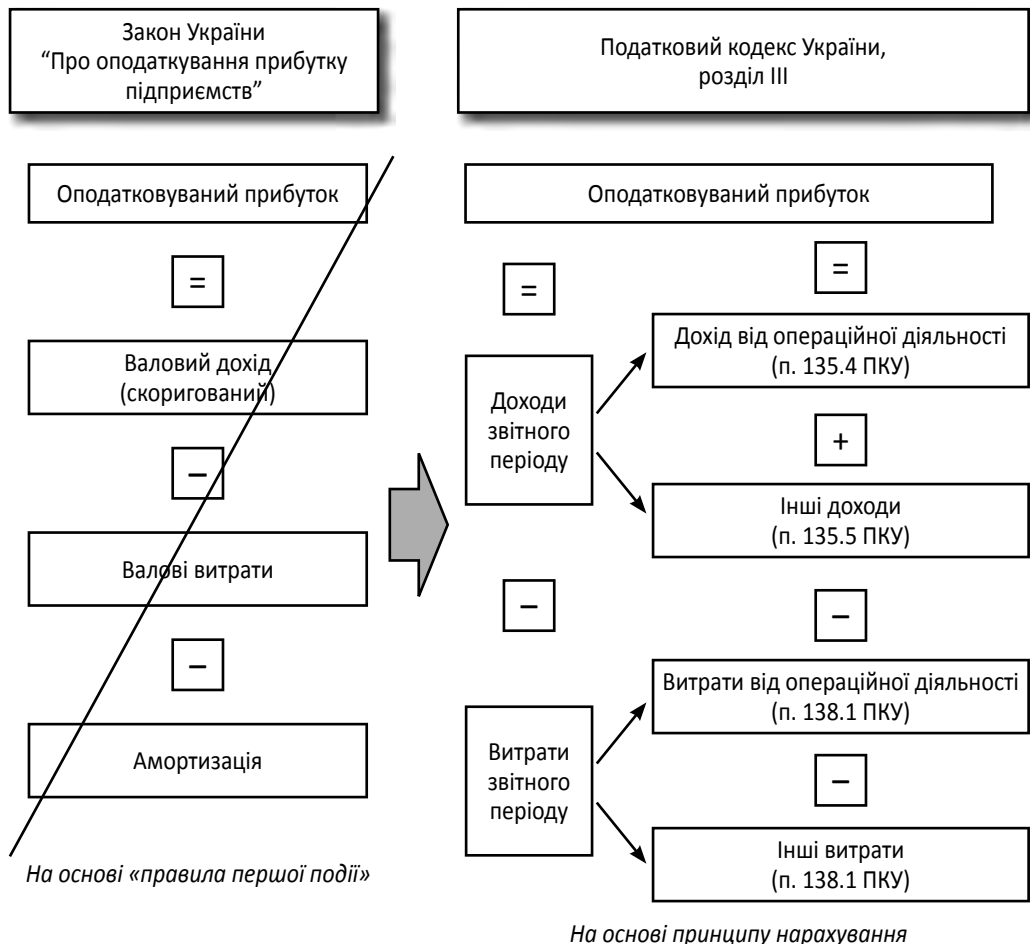 Закон України
“Про оподаткування прибутку
підприємств”
Оподатковуваний прибуток
=
Валовий дохід
(скоригований)
–
Валові витрати
–
Амортизація
На основі «правила першої події»
Податковий кодекс України,
розділ III
Оподатковуваний прибуток
=
Доходи
звітного
періоду
–
Витрати
звітного
періоду
=
Дохід від операційної діяльності
(п. 135.4 ПКУ)
+
Інші доходи
(п. 135.5 ПКУ)
–
Витрати від операційної діяльності
(п. 138.1 ПКУ)
–
Інші витрати
(п. 138.1 ПКУ)
На основі принципу нарахування